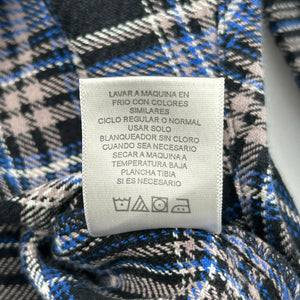 LAVAR A MAQUINA EN
FRIO CON COLORES
SIMILARES
CICLO REGULAR O NORMAL
USAR SOLO
BLANQUEADOR SIN CLORO
CUANDO SEA NECESARIO
SECAR A MAQUINA A
TEMPERATURA BAJA
PLANCHA TIBIA
SI ES NECESARIO